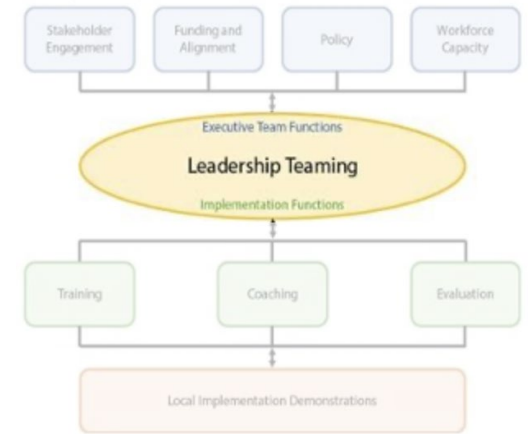 Stakeholder
Engagement
Funding and
Alignment
Policy
Workforce
Capacity
Executive Team Functions
Leadership Teaming
Implementation Functions
Training
Coaching
Evaluation
Local Implementation Demonstrations